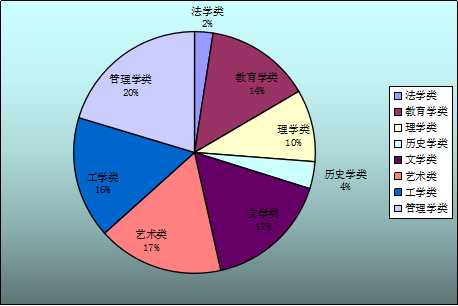 法学类
2%
教育学类
14%
理学类
10%
历史学类
4%
文学类
17%
艺术类
17%
工学类
16%
管理学类
20%
法学类
教育学类
理学类
历史学类
文学类
艺术类
工学类
管理学类